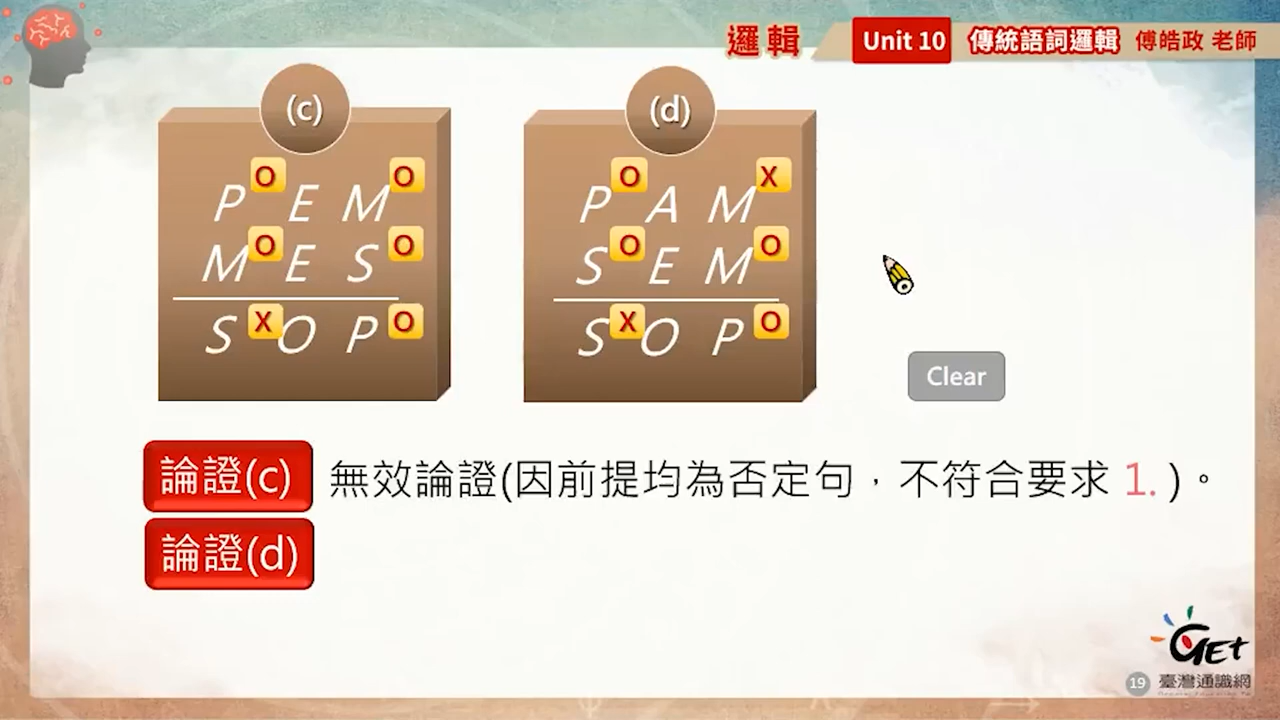 邏輯 Unit 10 傳統語詞邏輯 傅皓政 老師
(c)
P O E M O
M O E S O
S X O P O
(d)
P O A M X
S O E M O
S X O P O
Clear
論證(c) 無效論證(因前提均為否定句，不符合要求 1. )。
論證(d)
GET
19 臺灣通識網